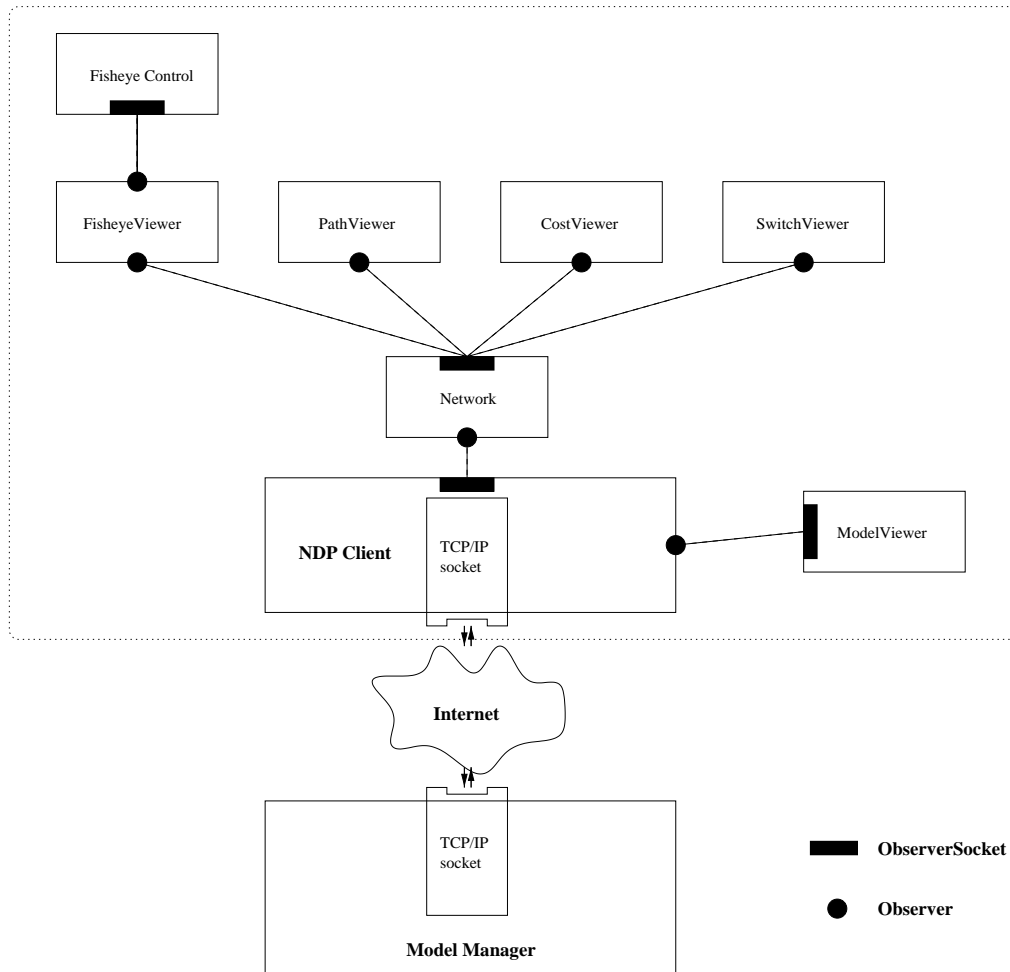 Fisheye Control
FisheyeViewer
PathViewer
CostViewer
SwitchViewer
Network
NDP Client
TCP/IP
socket
ModelViewer
Internet
TCP/IP
socket
ObserverSocket
Observer
Model Manager